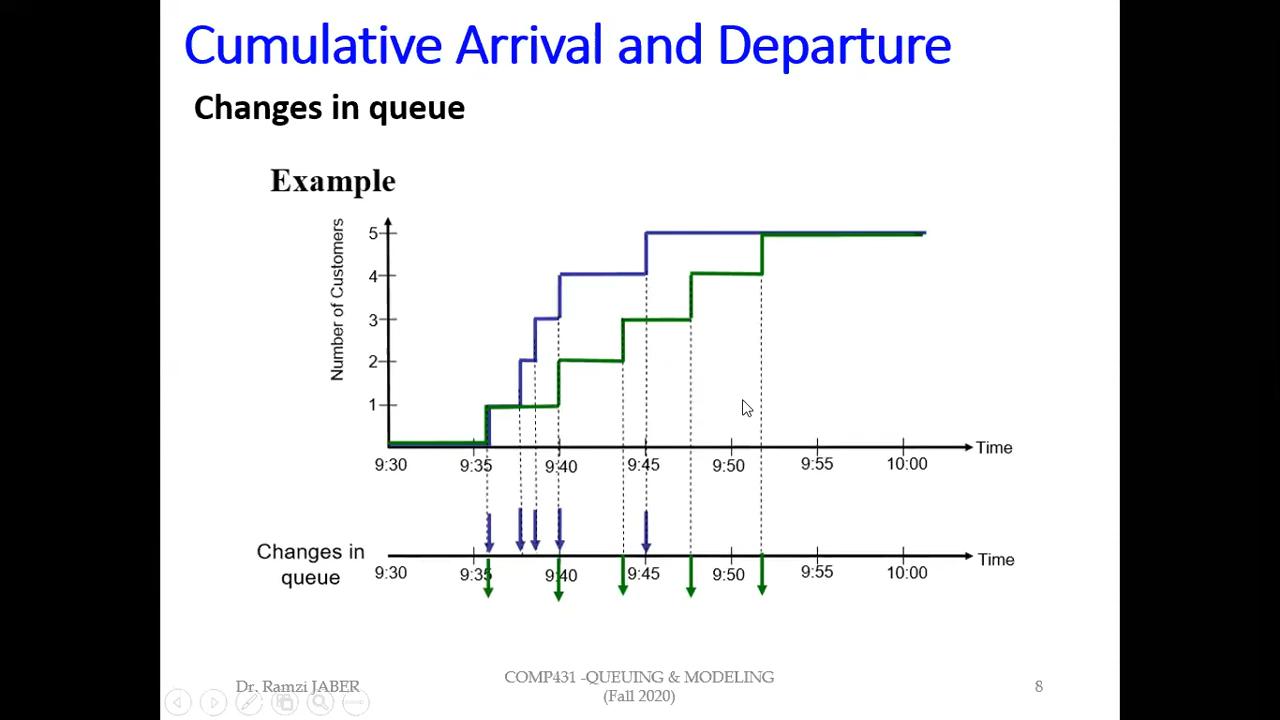 Cumulative Arrival and Departure
Changes in queue
Example
Number of Customers
5
4
3
2
1
9:30 9:35 9:40 9:45 9:50 9:55 10:00 Time
Changes in
queue
9:30 9:35 9:40 9:45 9:50 9:55 10:00 Time
Dr. Ramzi JABER
COMP431 -QUEUING & MODELING
(Fall 2020)
8